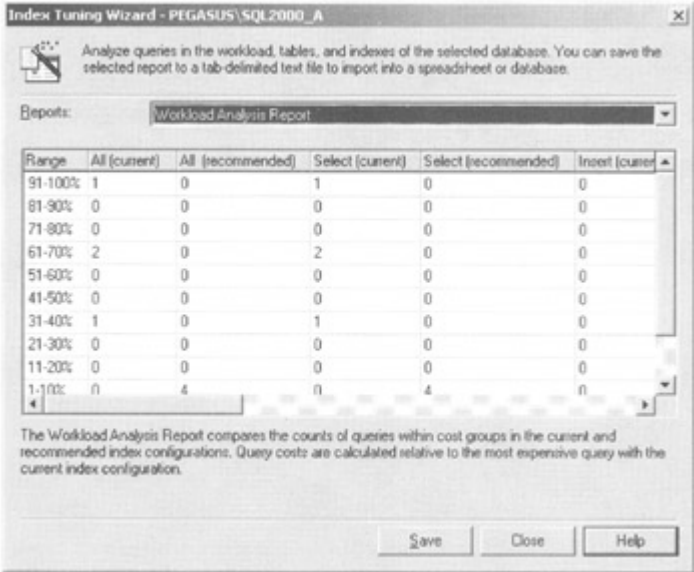 Index Tuning Wizard - PEGASUS\SQL2000_A
Analyze queries in the workload, tables, and indexes of the selected database. You can save the
selected report to a tab-delimited text file to import into a spreadsheet or database.
Reports: Workload Analysis Report
Range All (current) All (recommended) Select (current) Select (recommended) Insert (curren
91-100% 1 0 1 0 0
81-90% 0 0 0 0 0
71-80% 0 0 0 0 0
61-70% 2 0 2 0 0
51-60% 0 0 0 0 0
41-50% 0 0 0 0 0
31-40% 1 0 1 0 0
21-30% 0 0 0 0 0
11-20% 0 0 0 0 0
1-10% 0 4 0 4 0
The Workload Analysis Report compares the counts of queries within cost groups in the current and
recommended index configurations. Query costs are calculated relative to the most expensive query with the
current index configuration.
Save Close Help